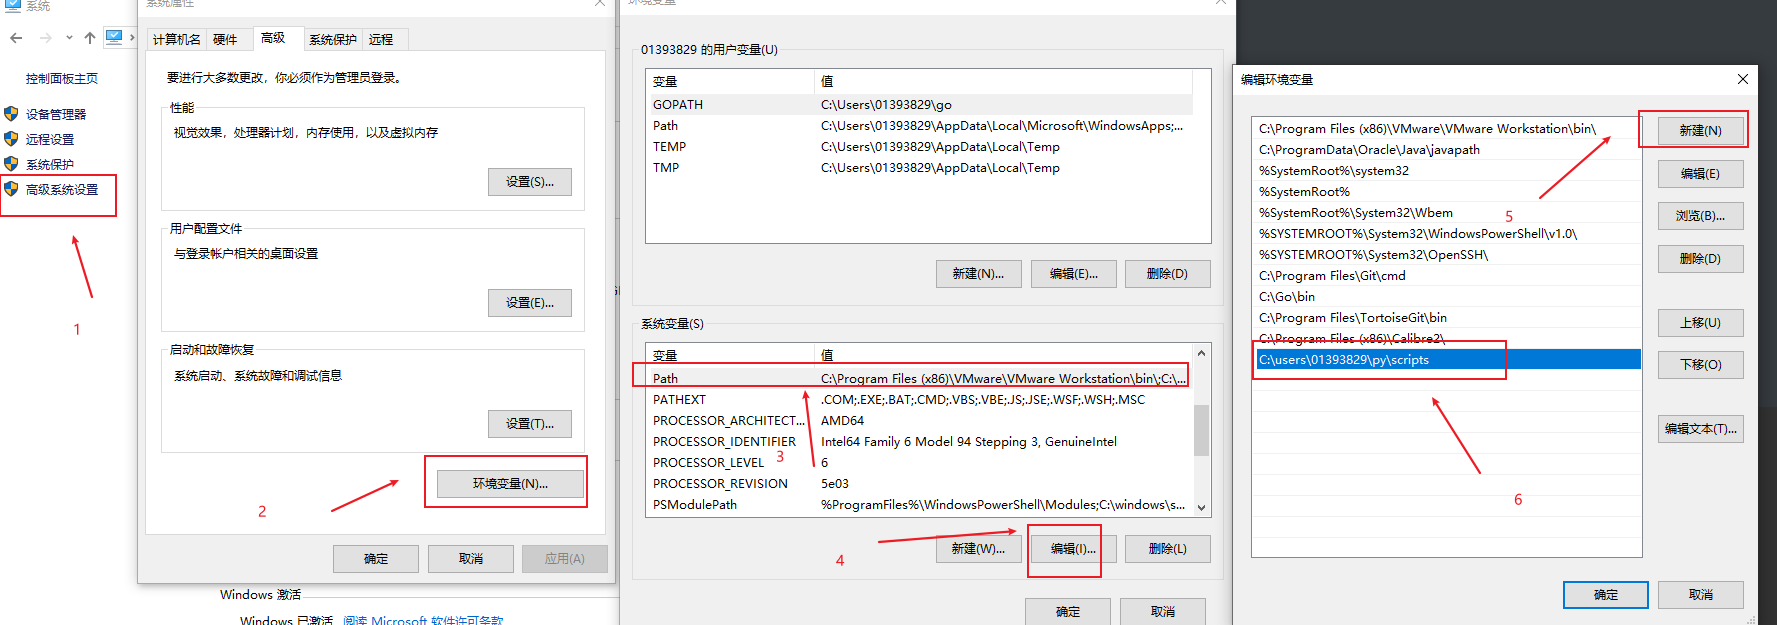 系统
控制面板主页
设备管理器
远程设置
系统保护
高级系统设置
1
系统属性
计算机名
硬件
高级
系统保护
远程
要进行大多数更改，你必须作为管理员登录。
性能
视觉效果，处理器计划，内存使用，以及虚拟内存
设置(S)...
用户配置文件
与登录帐户相关的桌面设置
设置(E)...
启动和故障恢复
系统启动、系统故障和调试信息
设置(T)...
环境变量(N)...
2
确定
取消
应用(A)
Windows 激活
Windows 已激活 阅读 Microsoft 软件许可条款
环境变量
01393829 的用户变量(U)
变量 值
GOPATH C:\Users\01393829\go
Path C:\Users\01393829\AppData\Local\Microsoft\WindowsApps;...
TEMP C:\Users\01393829\AppData\Local\Temp
TMP C:\Users\01393829\AppData\Local\Temp
新建(N)...
编辑(E)...
删除(D)
系统变量(S)
变量 值
Path C:\Program Files (x86)\VMware\VMware Workstation\bin\;C:\...
PATHEXT .COM;.EXE;.BAT;.CMD;.VBS;.VBE;.JS;.JSE;.WSF;.WSH;.MSC
PROCESSOR_ARCHITECT... AMD64
PROCESSOR_IDENTIFIER Intel64 Family 6 Model 94 Stepping 3, GenuineIntel
PROCESSOR_LEVEL 6
PROCESSOR_REVISION 5e03
PSModulePath %ProgramFiles%\WindowsPowerShell\Modules;C:\windows\s...
3
4
新建(W)...
编辑(I)...
删除(L)
确定
取消
编辑环境变量
C:\Program Files (x86)\VMware\VMware Workstation\bin\
C:\ProgramData\Oracle\Java\javapath
%SystemRoot%\system32
%SystemRoot%
%SystemRoot%\System32\Wbem
%SYSTEMROOT%\System32\WindowsPowerShell\v1.0\
%SYSTEMROOT%\System32\OpenSSH\
C:\Program Files\Git\cmd
C:\Go\bin
C:\Program Files\TortoiseGit\bin
C:\Program Files (x86)\Calibre2\
C:\users\01393829\py\scripts
5
6
新建(N)
编辑(E)
浏览(B)...
删除(D)
上移(U)
下移(O)
编辑文本(T)...
确定
取消